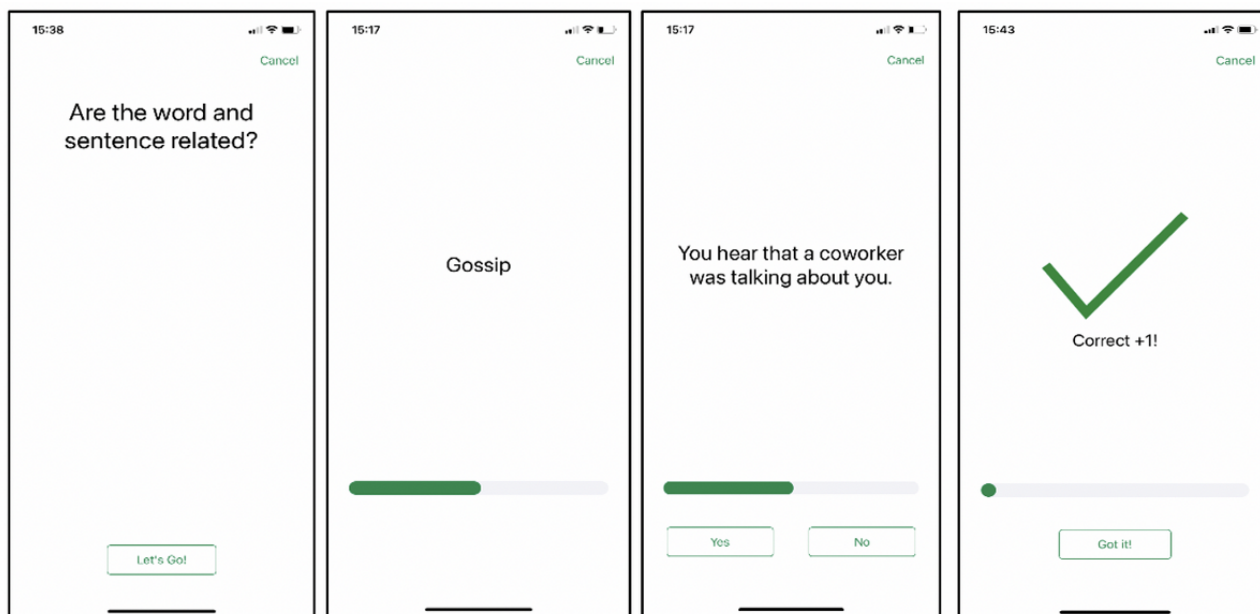 15:38
Cancel
Are the word and
sentence related?
Let's Go!
15:17
Cancel
Gossip
15:17
Cancel
You hear that a coworker
was talking about you.
Yes
No
15:43
Cancel
Correct +1!
Got it!